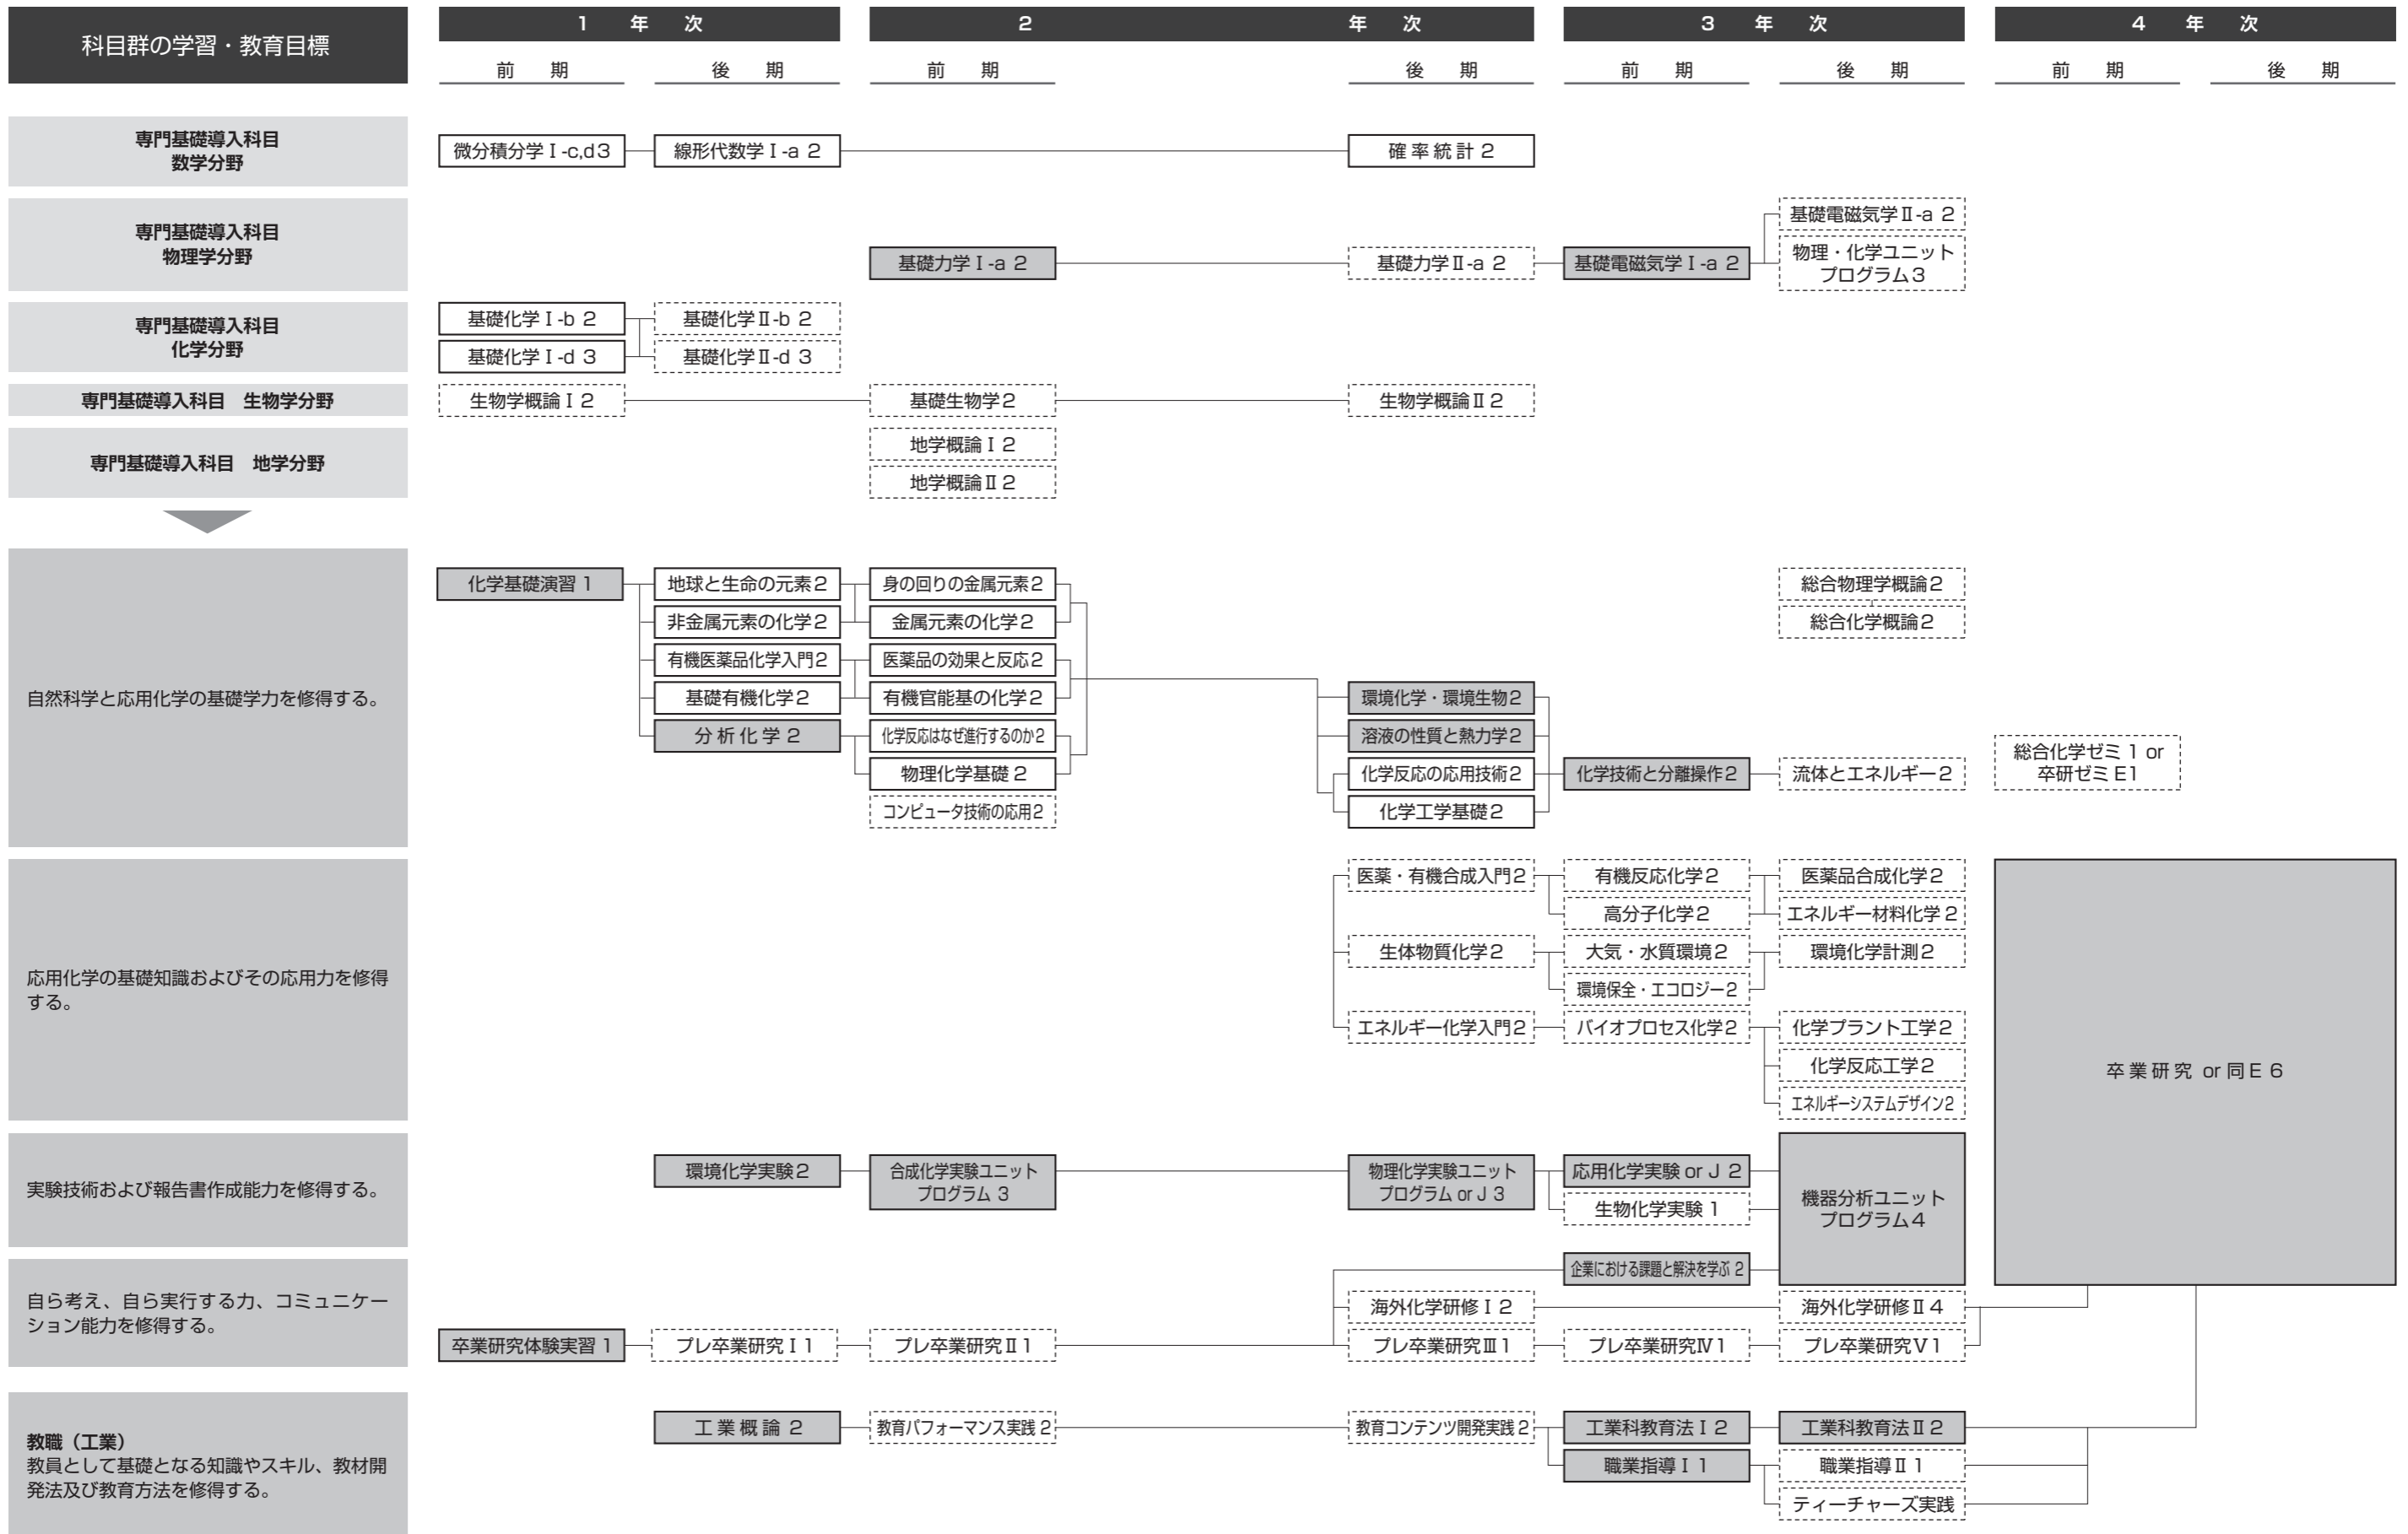 科目群の学習・教育目標
1 年 次
2 年 次
3 年 次
4 年 次
前 期
後 期
前 期
後 期
前 期
後 期
前 期
後 期
専門基礎導入科目
数学分野
微分積分学Ⅰ-c,d 3
線形代数学Ⅰ-a 2
確率統計 2
専門基礎導入科目
物理学分野
基礎力学Ⅰ-a 2
基礎力学Ⅱ-a 2
基礎電磁気学Ⅰ-a 2
基礎電磁気学Ⅱ-a 2
物理・化学ユニット
プログラム3
専門基礎導入科目
化学分野
基礎化学Ⅰ-b 2
基礎化学Ⅱ-b 2
基礎化学Ⅰ-d 3
基礎化学Ⅱ-d 3
専門基礎導入科目 生物学分野
生物学概論Ⅰ 2
基礎生物学2
生物学概論Ⅱ 2
専門基礎導入科目 地学分野
地学概論Ⅰ 2
地学概論Ⅱ 2
自然科学と応用化学の基礎学力を修得する。
化学基礎演習 1
地球と生命の元素2
身の回りの金属元素2
総合物理学概論2
非金属元素の化学2
金属元素の化学2
総合化学概論2
有機医薬品化学入門2
医薬品の効果と反応2
基礎有機化学2
有機官能基の化学2
環境化学・環境生物2
分析化学 2
化学反応はなぜ進行するのか2
溶液の性質と熱力学2
物理化学基礎 2
化学反応の応用技術2
化学技術と分離操作2
流体とエネルギー2
総合化学ゼミ 1 or
卒研ゼミ E1
コンピュータ技術の応用2
化学工学基礎2
応用化学の基礎知識およびその応用力を修得
する。
医薬・有機合成入門2
有機反応化学2
医薬品合成化学2
高分子化学2
エネルギー材料化学 2
生体物質化学2
大気・水質環境2
環境化学計測2
環境保全・エコロジー2
エネルギー化学入門2
バイオプロセス化学2
化学プラント工学2
化学反応工学2
エネルギーシステムデザイン2
卒業研究 or 同E 6
実験技術および報告書作成能力を修得する。
環境化学実験2
合成化学実験ユニット
プログラム 3
物理化学実験ユニット
プログラム or J 3
応用化学実験 or J 2
生物化学実験 1
機器分析ユニット
プログラム4
自ら考え、自ら実行する力、コミュニケー
ション能力を修得する。
企業における課題と解決を学ぶ 2
海外化学研修Ⅰ 2
海外化学研修Ⅱ 4
卒業研究体験実習 1
プレ卒業研究Ⅰ 1
プレ卒業研究Ⅱ 1
プレ卒業研究Ⅲ 1
プレ卒業研究Ⅳ 1
プレ卒業研究Ⅴ 1
教職(工業)
教員として基礎となる知識やスキル、教材開
発法及び教育方法を修得する。
工業概論 2
教育パフォーマンス実践 2
教育コンテンツ開発実践 2
工業科教育法Ⅰ 2
工業科教育法Ⅱ 2
職業指導Ⅰ 1
職業指導Ⅱ 1
ティーチャーズ実践